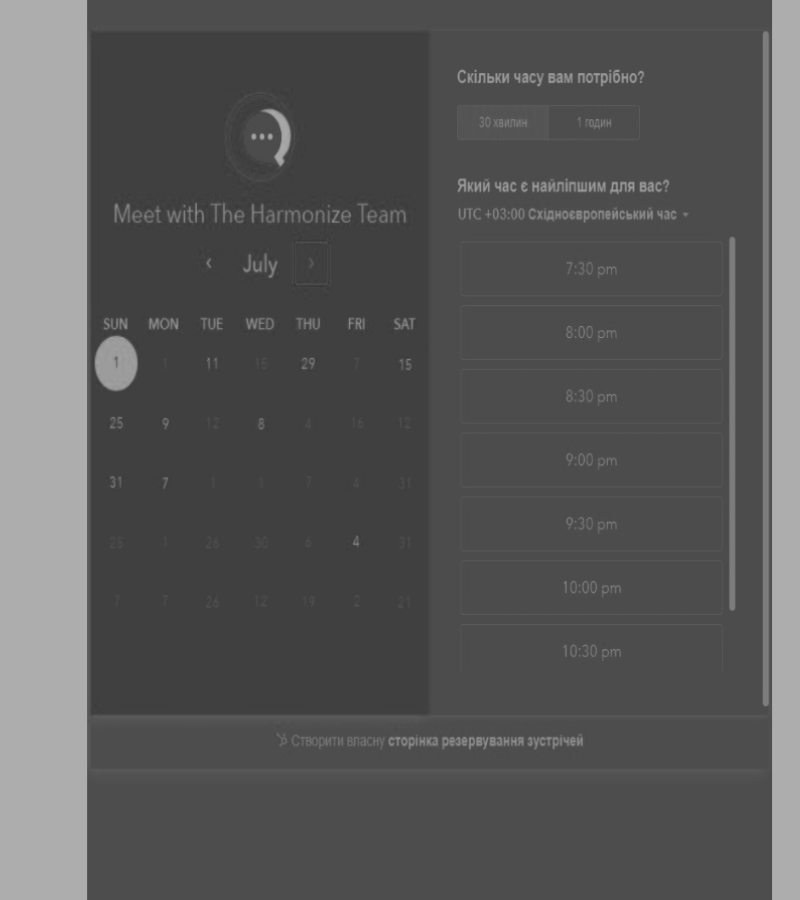 Meet with The Harmonize Team
July
SUN MON TUE WED THU FRI SAT
1 1 11 15 29 7 15
25 9 12 8 4 16 12
31 7 1 1 7 4 31
25 1 26 30 6 4 31
7 7 26 12 19 2 21
Скільки часу вам потрібно?
30 хвилин 1 годин
Який час є найліпшим для вас?
UTC +03:00 Східноєвропейський час
7:30 pm
8:00 pm
8:30 pm
9:00 pm
9:30 pm
10:00 pm
10:30 pm
Створити власну сторінка резервування зустрічей